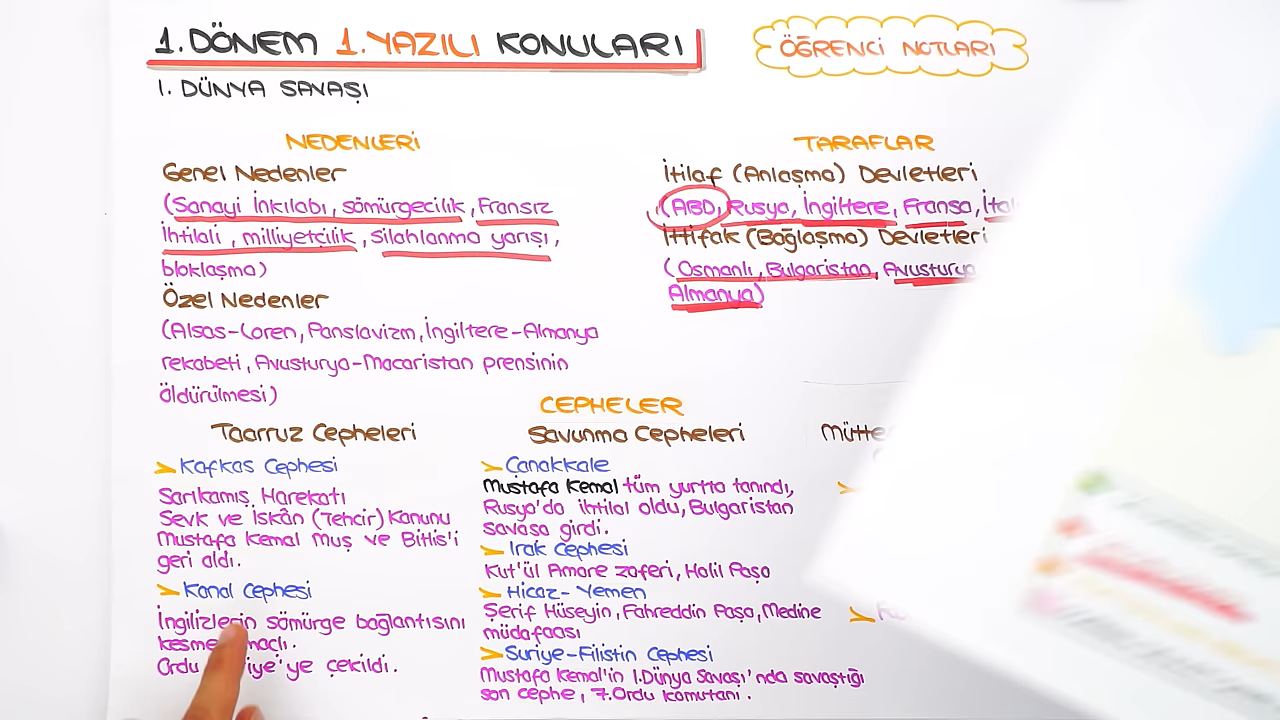 1. DÖNEM 1. YAZILI KONULARI
ÖĞRENCİ NOTLARI
1. DÜNYA SAVAŞI
NEDENLERİ
Genel Nedenler
(Sanayi İnkılabı, sömürgecilik, Fransız
İhtilali, milliyetçilik, silahlanma yarışı,
bloklaşma)
Özel Nedenler
(Alsas-Loren, Panslavizm, İngiltere-Almanya
rekabeti, Avusturya-Macaristan prensinin
öldürülmesi)
TARAFLAR
İtilaf (Anlaşma) Devletleri
(ABD, Rusya, İngiltere, Fransa,
İttifak (Bağlaşma) Devletleri
(Osmanlı, Bulgaristan, Avusturya
Almanya)
CEPHELER
Taarruz Cepheleri
➤ Kafkas Cephesi
Sarıkamış Harekatı
Sevk ve İskân (Tehcir) Kanunu
Mustafa Kemal Muş ve Bitlis'i
geri aldı.
➤ Kanal Cephesi
İngilizlerin sömürge bağlantısını
kesme
Ordu çekildi.
Savunma Cepheleri
➤ Çanakkale
Mustafa Kemal tüm yurtta tanındı,
Rusya'da ihtilal oldu, Bulgaristan
savaşa girdi.
➤ Irak Cephesi
Kut'ül Amare zaferi, Halil Paşa
➤ Hicaz-Yemen
Şerif Hüseyin, Fahreddin Paşa, Medine
müdafaası
➤ Suriye-Filistin Cephesi
Mustafa Kemal'in 1.Dünya Savaşı'nda savaştığı
son cephe, 7.Ordu komutanı.